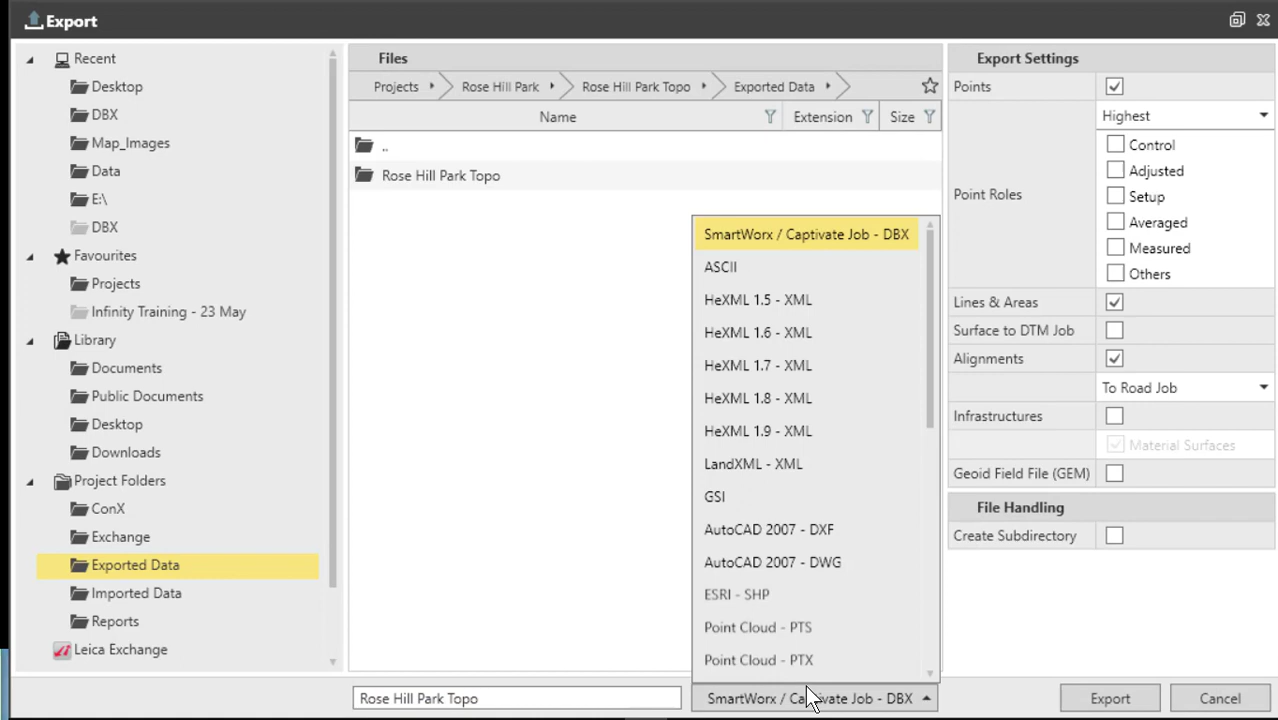 Export
Recent
Desktop
DBX
Map_Images
Data
E:\
DBX
Favourites
Projects
Infinity Training - 23 May
Library
Documents
Public Documents
Desktop
Downloads
Project Folders
ConX
Exchange
Exported Data
Imported Data
Reports
Leica Exchange
Files
Projects Rose Hill Park Rose Hill Park Topo Exported Data
Name Extension Size
..
Rose Hill Park Topo
SmartWorx / Captivate Job - DBX
ASCII
HeXML 1.5 - XML
HeXML 1.6 - XML
HeXML 1.7 - XML
HeXML 1.8 - XML
HeXML 1.9 - XML
LandXML - XML
GSI
AutoCAD 2007 - DXF
AutoCAD 2007 - DWG
ESRI - SHP
Point Cloud - PTS
Point Cloud - PTX
Rose Hill Park Topo
SmartWorx / Captivate Job - DBX
Export Settings
Points
Highest
Point Roles
Control
Adjusted
Setup
Averaged
Measured
Others
Lines & Areas
Surface to DTM Job
Alignments
To Road Job
Infrastructures
Material Surfaces
Geoid Field File (GEM)
File Handling
Create Subdirectory
Export
Cancel